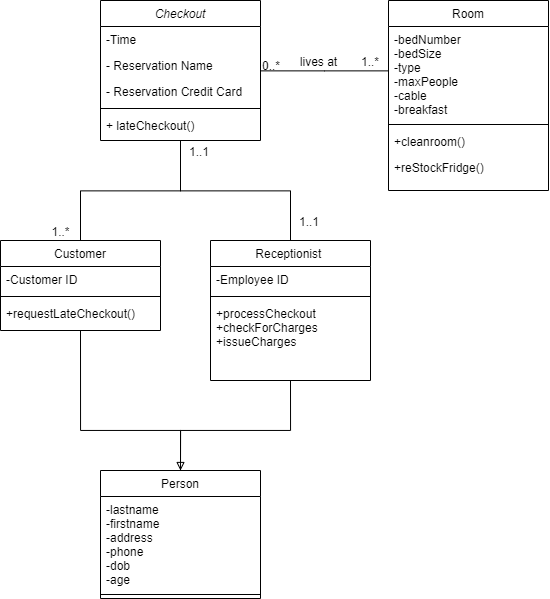 Checkout
-Time
- Reservation Name
- Reservation Credit Card
+ lateCheckout()
0..*
lives at
1..*
Room
-bedNumber
-bedSize
-type
-maxPeople
-cable
-breakfast
+cleanroom()
+reStockFridge()
1..1
1..*
1..1
Customer
-Customer ID
+requestLateCheckout()
Receptionist
-Employee ID
+processCheckout
+checkForCharges
+issueCharges
Person
-lastname
-firstname
-address
-phone
-dob
-age